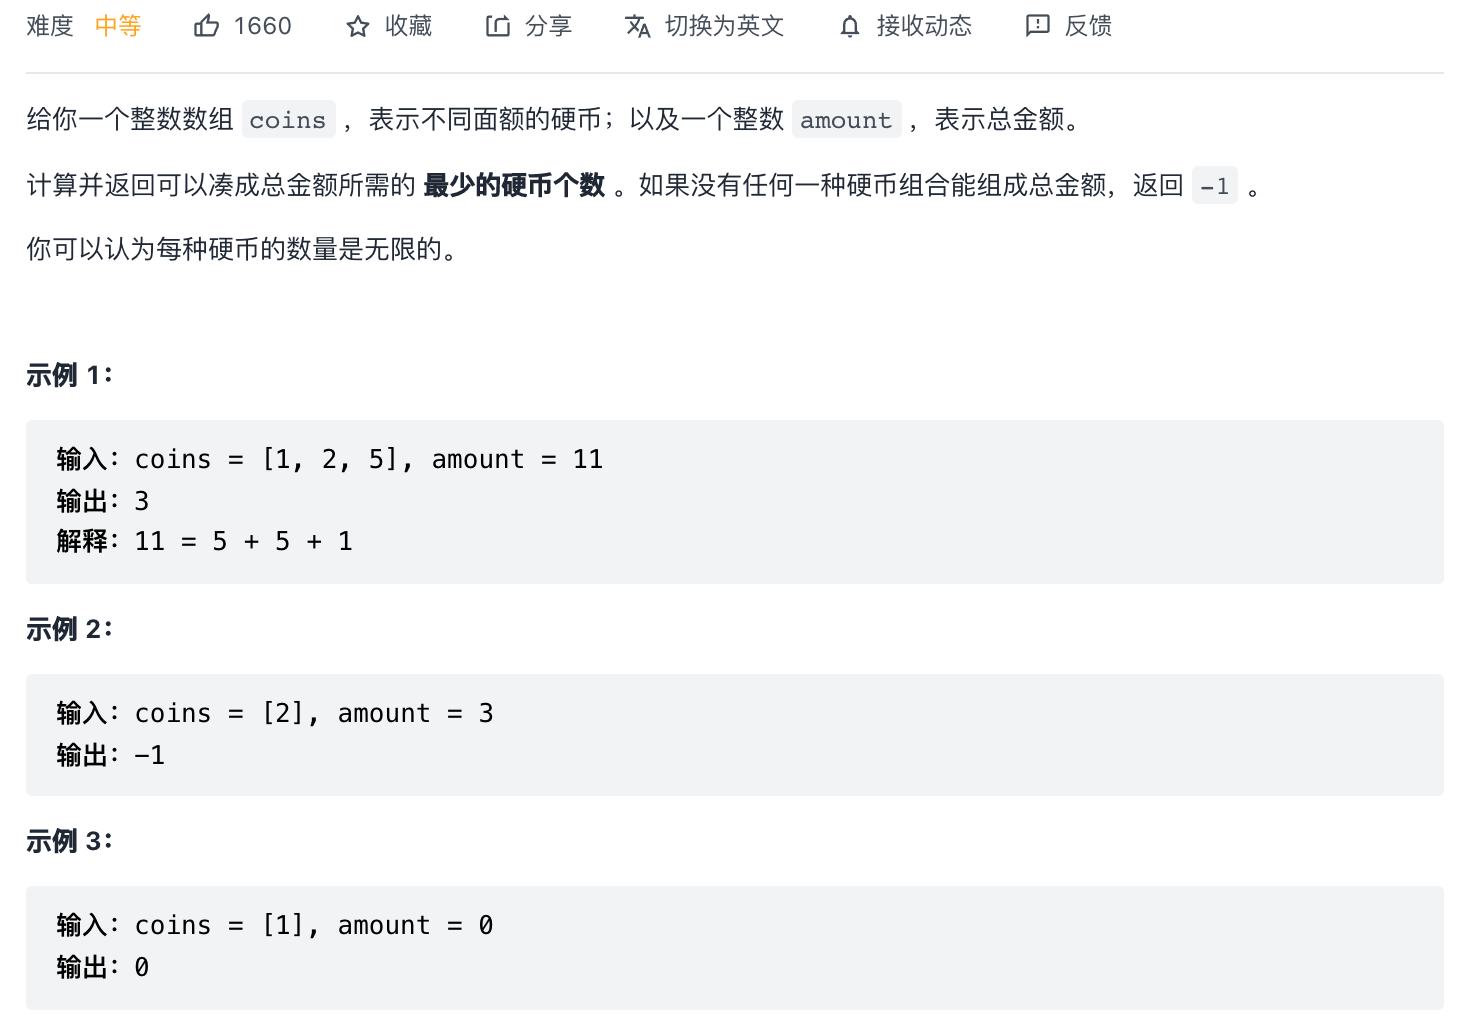 难度 中等 1660 收藏 分享 切换为英文 接收动态 反馈
给你一个整数数组 coins ，表示不同面额的硬币；以及一个整数 amount ，表示总金额。
计算并返回可以凑成总金额所需的 最少的硬币个数 。如果没有任何一种硬币组合能组成总金额，返回 -1 。
你可以认为每种硬币的数量是无限的。
示例 1：
输入：coins = [1, 2, 5], amount = 11
输出：3
解释：11 = 5 + 5 + 1
示例 2：
输入：coins = [2], amount = 3
输出：-1
示例 3：
输入：coins = [1], amount = 0
输出：0